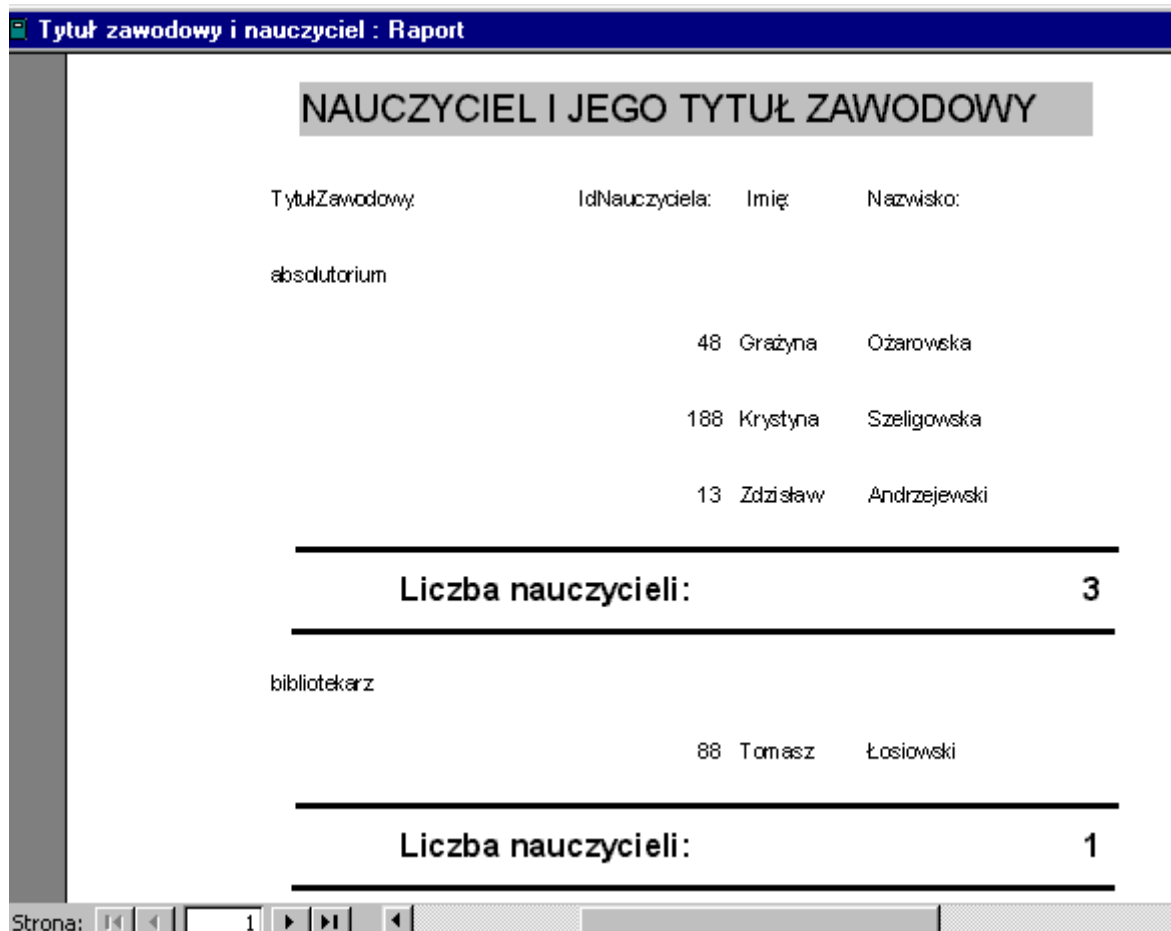 Tytuł zawodowy i nauczyciel : Raport
NAUCZYCIEL I JEGO TYTUŁ ZAWODOWY
TytułZawodowy: IdNauczyciela: Imię: Nazwisko:
absolutorium
48 Grażyna Ożarowska
188 Krystyna Szeligowska
13 Zdzisław Andrzejewski
Liczba nauczycieli: 3
bibliotekarz
88 Tomasz Łosiowski
Liczba nauczycieli: 1
Strona: 1